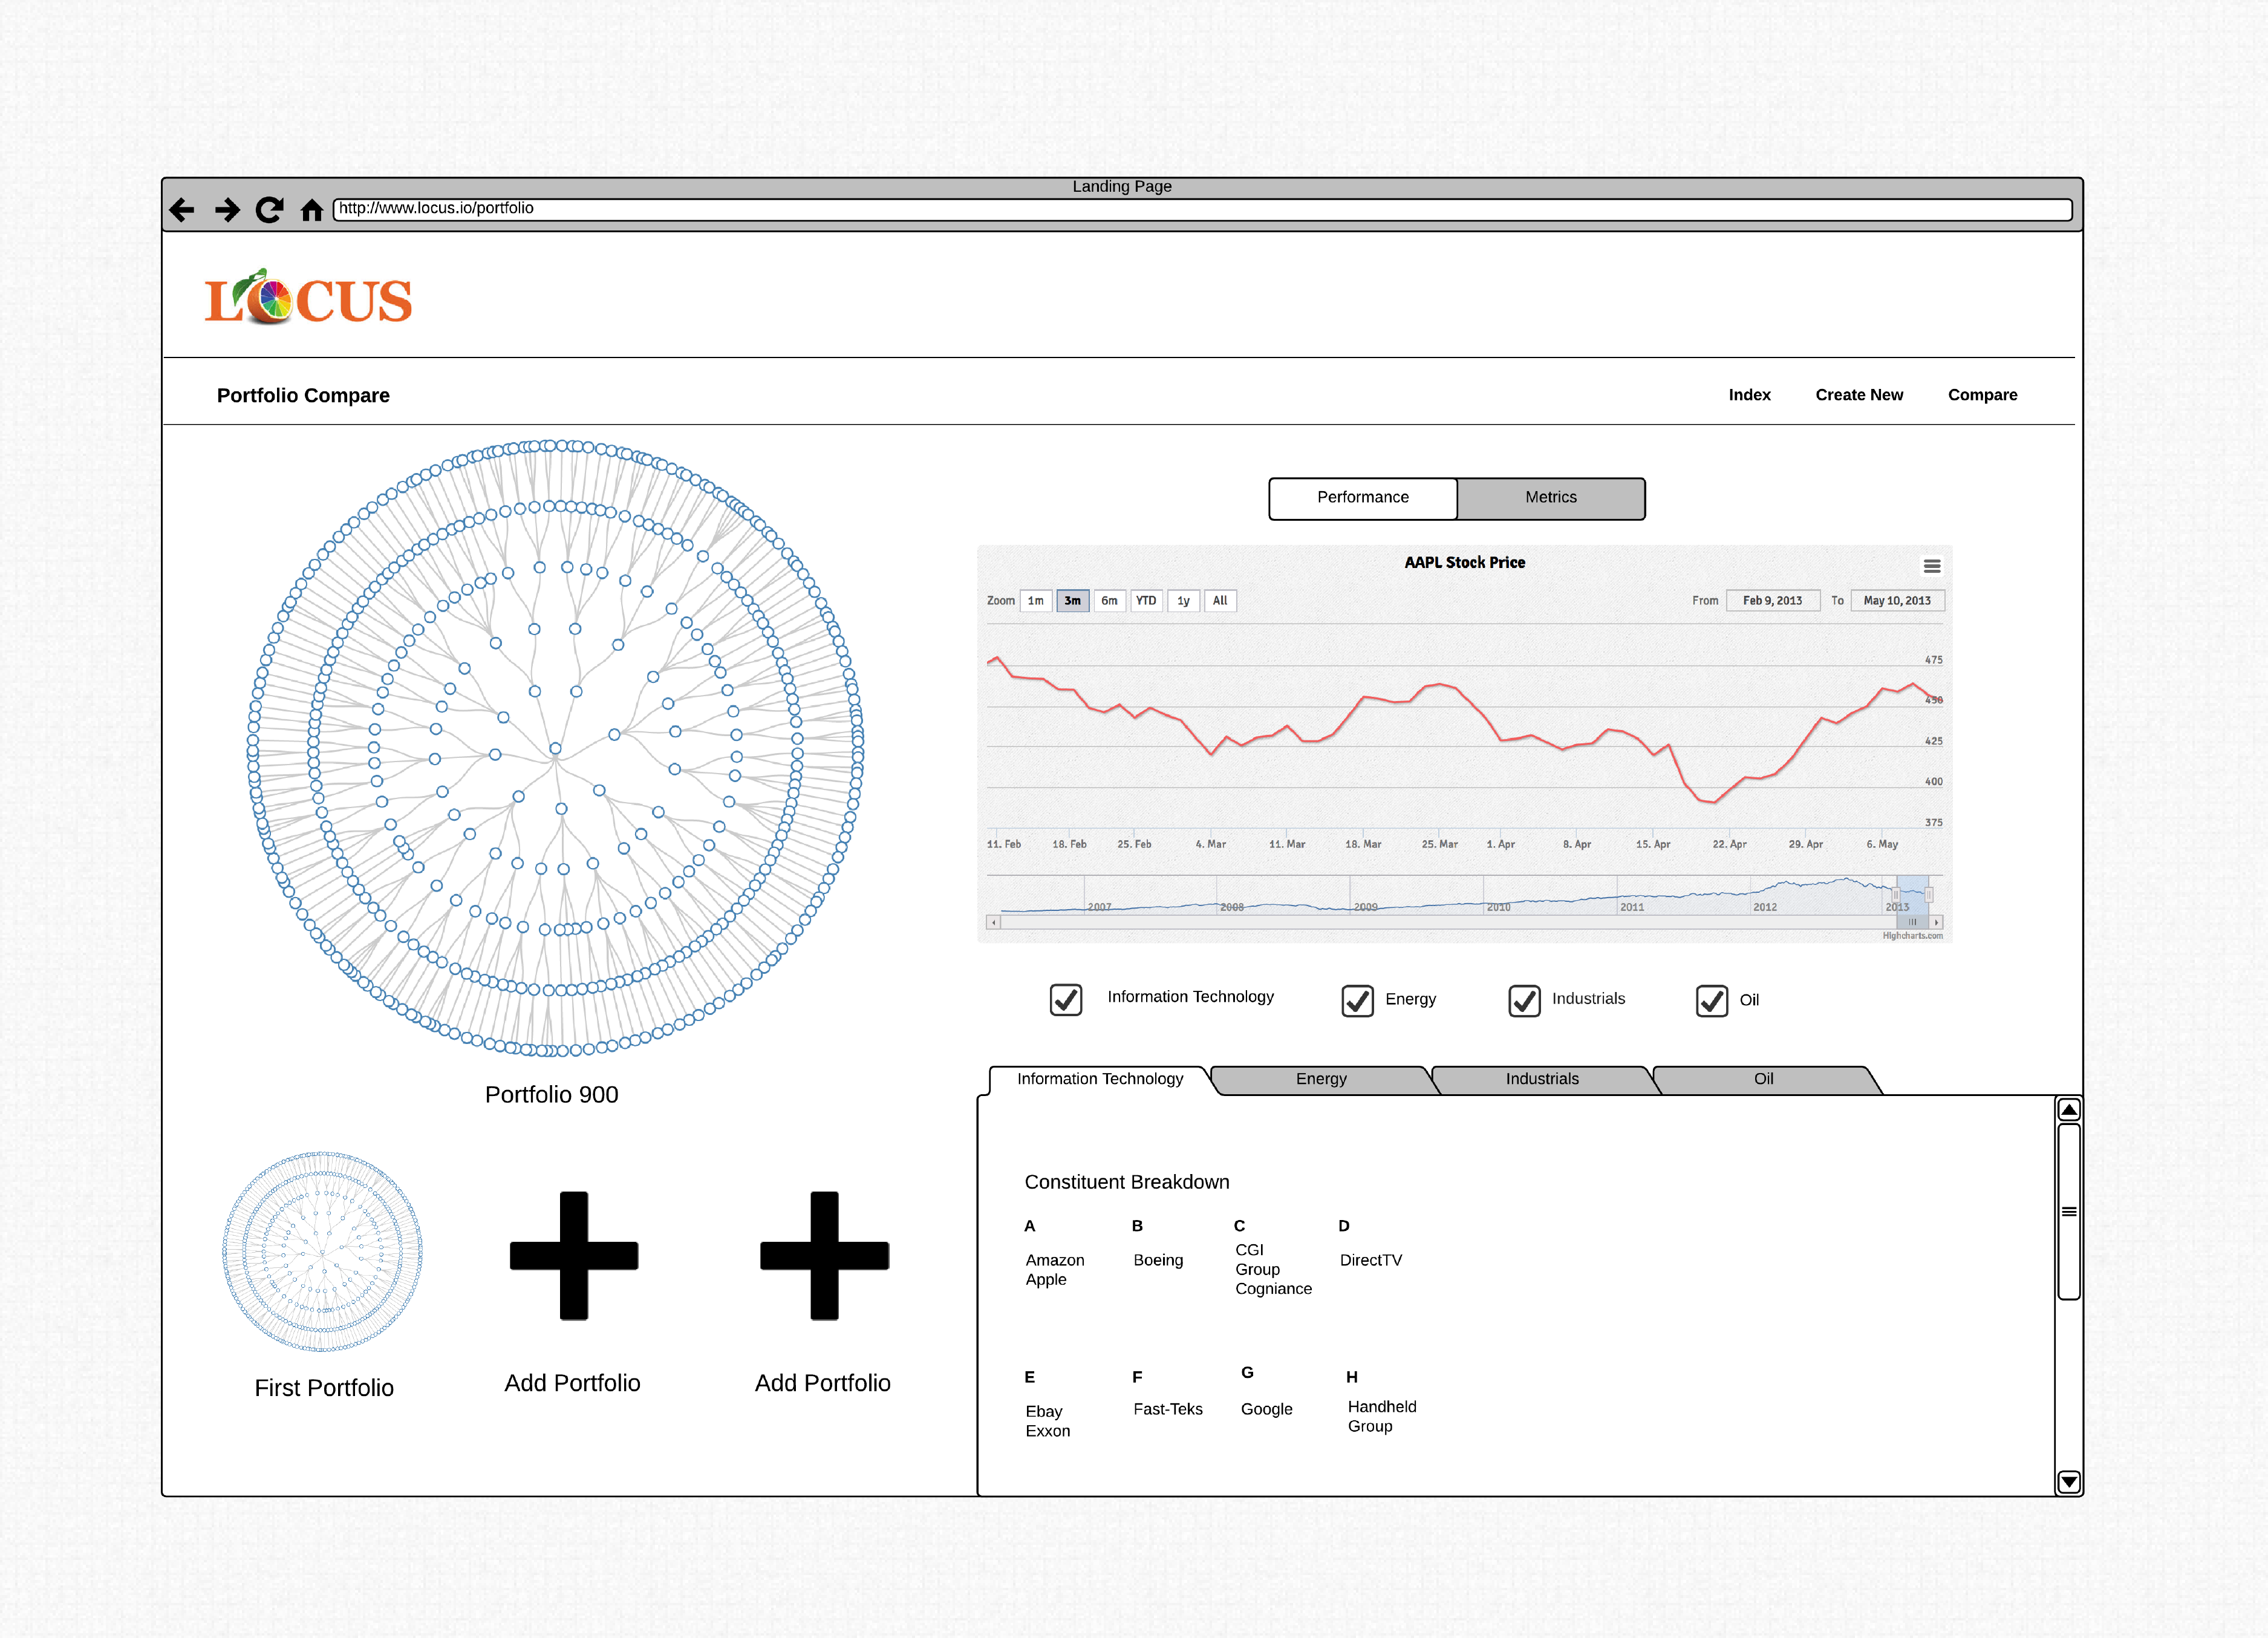 Landing Page
http://www.locus.io/portfolio
LOCUS
Portfolio Compare
Index Create New Compare
Performance Metrics
AAPL Stock Price
Zoom 1m 3m 6m YTD 1y All From Feb 9, 2013 To May 10, 2013
475
450
425
400
375
11. Feb 18. Feb 25. Feb 4. Mar 11. Mar 18. Mar 25. Mar 1. Apr 8. Apr 15. Apr 22. Apr 29. Apr 6. May
2007 2008 2009 2010 2011 2012 2013
Highcharts.com
Information Technology Energy Industrials Oil
Information Technology Energy Industrials Oil
Portfolio 900
First Portfolio Add Portfolio Add Portfolio
Constituent Breakdown
A B C D
Amazon
Apple
Boeing
CGI
Group
Cogniance
DirectTV
E F G H
Ebay
Exxon
Fast-Teks
Google
Handheld
Group